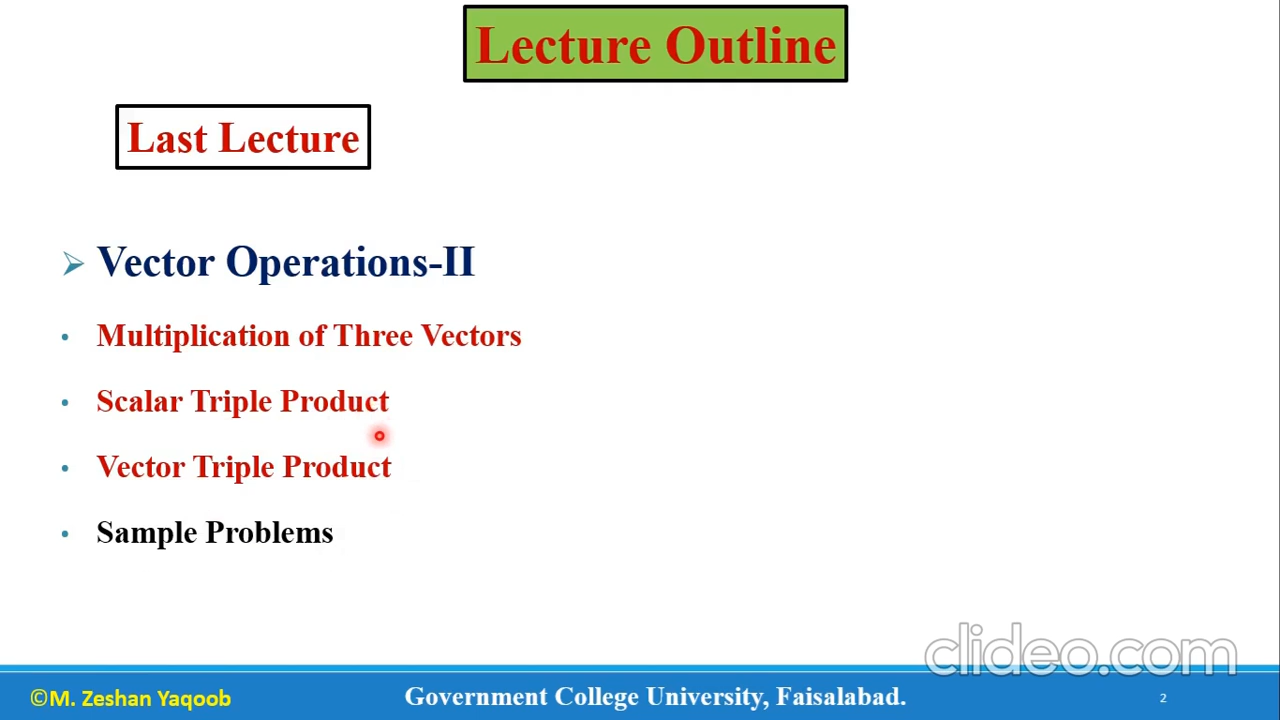 Lecture Outline
Last Lecture
Vector Operations-II
Multiplication of Three Vectors
Scalar Triple Product
Vector Triple Product
Sample Problems
clideo.com
©M. Zeshan Yaqoob
Government College University, Faisalabad.
2